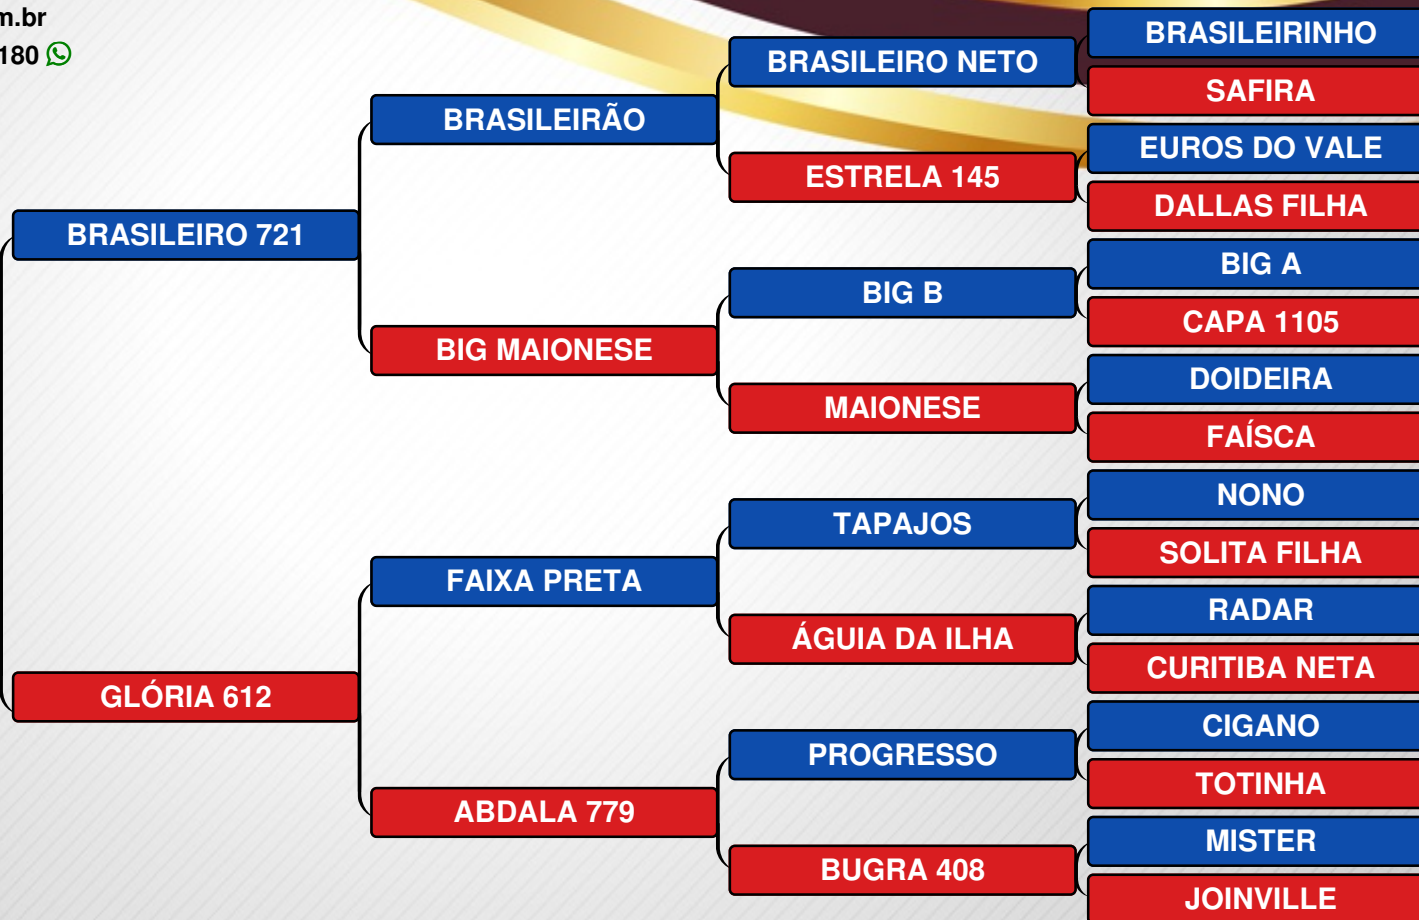 m.br
180
BRASILEIRO 721
GLÓRIA 612
BRASILEIRÃO
BIG MAIONESE
FAIXA PRETA
ABDALA 779
BRASILEIRO NETO
ESTRELA 145
BIG B
MAIONESE
TAPAJOS
ÁGUIA DA ILHA
PROGRESSO
BUGRA 408
BRASILEIRINHO
SAFIRA
EUROS DO VALE
DALLAS FILHA
BIG A
CAPA 1105
DOIDEIRA
FAÍSCA
NONO
SOLITA FILHA
RADAR
CURITIBA NETA
CIGANO
TOTINHA
MISTER
JOINVILLE